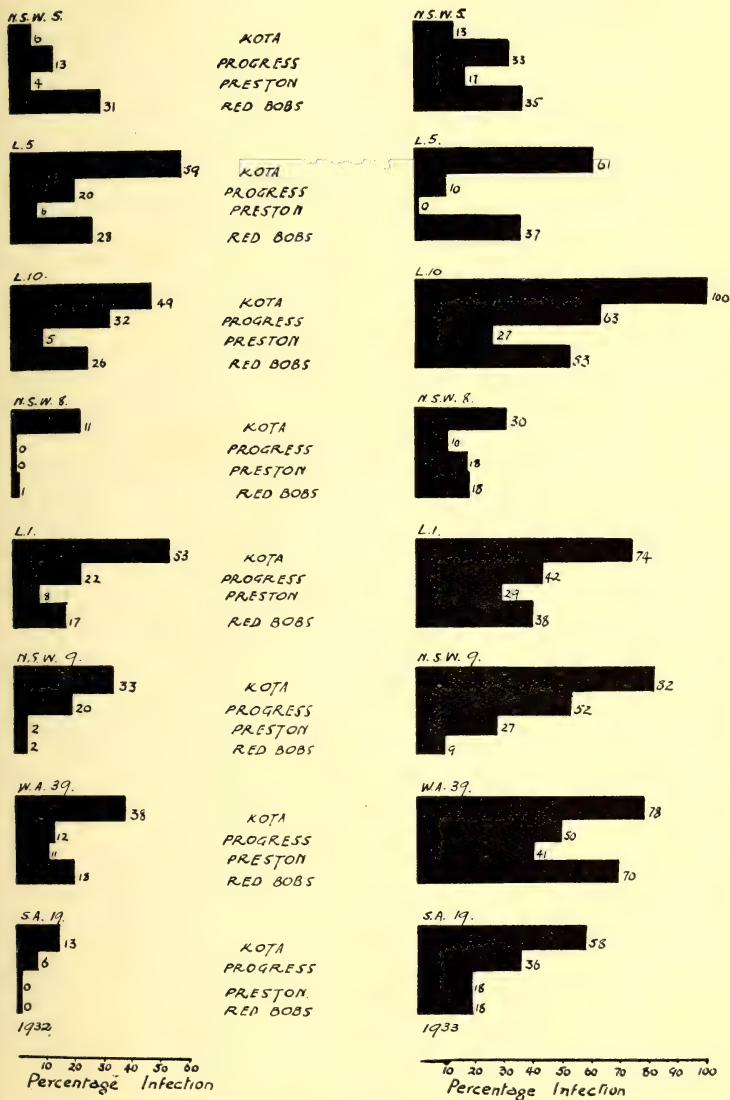 N.S.W. 5. N.S.W. 5.
6 KOTA 13
13 PROGRESS 33
4 PRESTON 17
31 RED BOBS 35
L.5 L.5.
59 KOTA 61
20 PROGRESS 10
6 PRESTON 0
28 RED BOBS 37
L.10. L.10
49 KOTA 100
32 PROGRESS 63
5 PRESTON 27
26 RED BOBS 53
N.S.W. 8. N.S.W. 8.
11 KOTA 30
0 PROGRESS 10
0 PRESTON 18
1 RED BOBS 18
L.1. L.1.
53 KOTA 74
22 PROGRESS 42
8 PRESTON 29
17 RED BOBS 38
N.S.W. 9. N.S.W. 9.
33 KOTA 82
20 PROGRESS 52
2 PRESTON 27
2 RED BOBS 9
W.A. 39. W.A. 39.
38 KOTA 78
12 PROGRESS 50
11 PRESTON 41
18 RED BOBS 70
S.A. 19. S.A. 19.
13 KOTA 58
6 PROGRESS 36
0 PRESTON. 18
0 RED BOBS 18
1932. 1933
10 20 30 40 50 60 10 20 30 40 50 60 70 80 90 100
Percentage Infection Percentage Infection